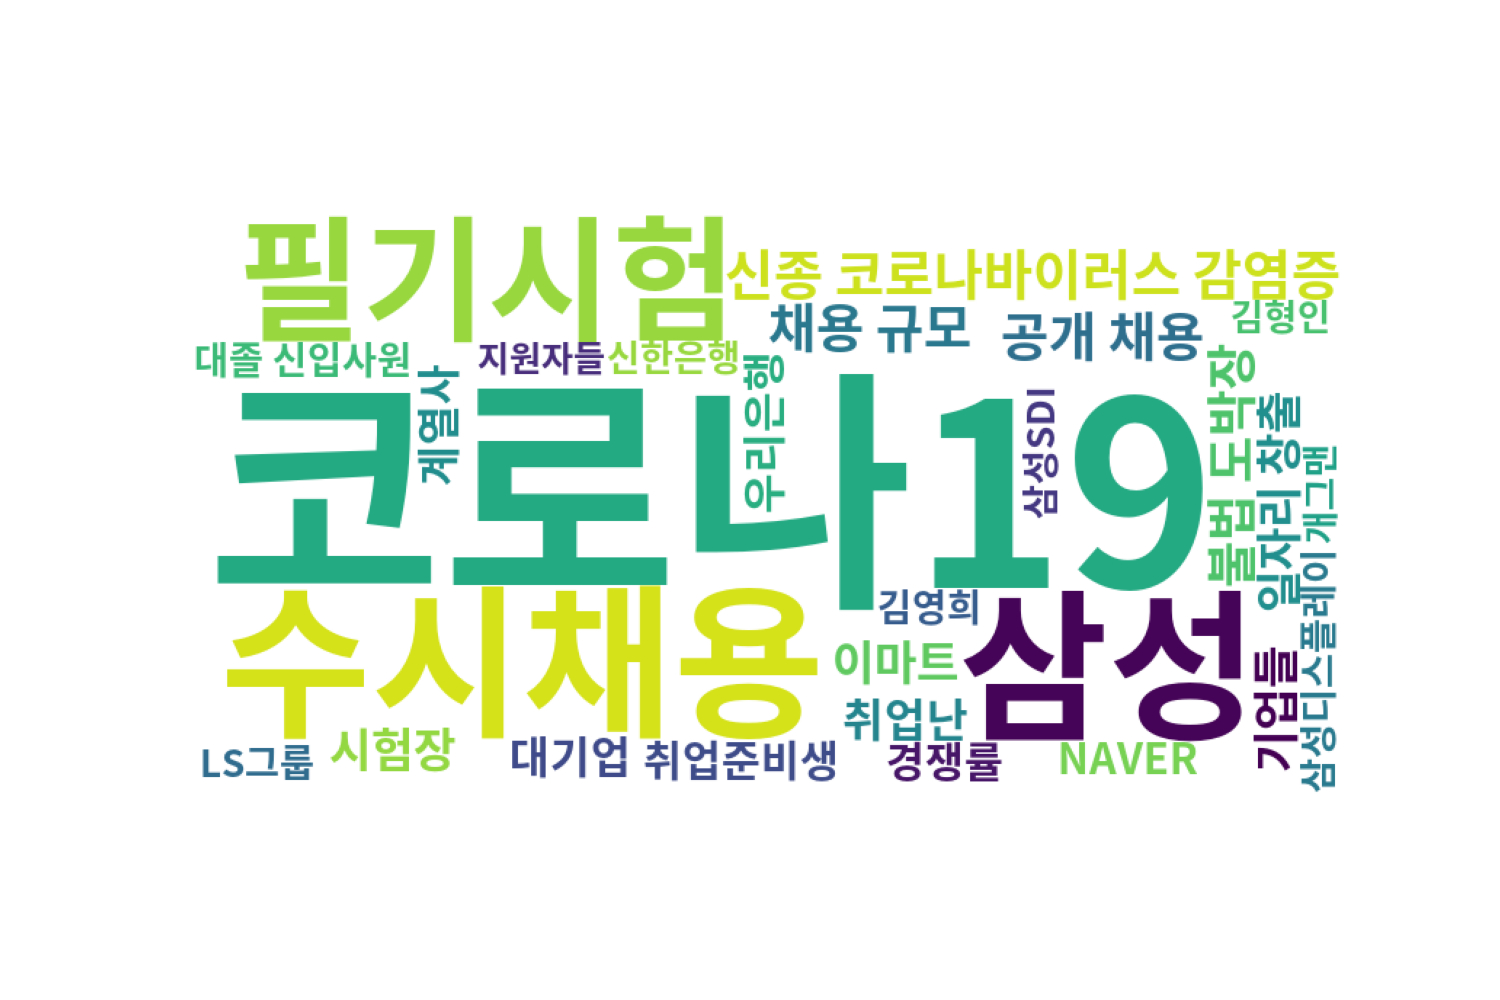 필기시험
신종 코로나바이러스 감염증
채용 규모
공개 채용
김형인
대졸 신입사원
지원자들
신한은행
계열사
우리은행
코로나19
삼성SDI
불법 도박장
일자리 창출
개그맨
수시채용
김영희
이마트
삼성
취업난
기업들
삼성디스플레이
LS그룹
시험장
대기업
취업준비생
경쟁률
NAVER